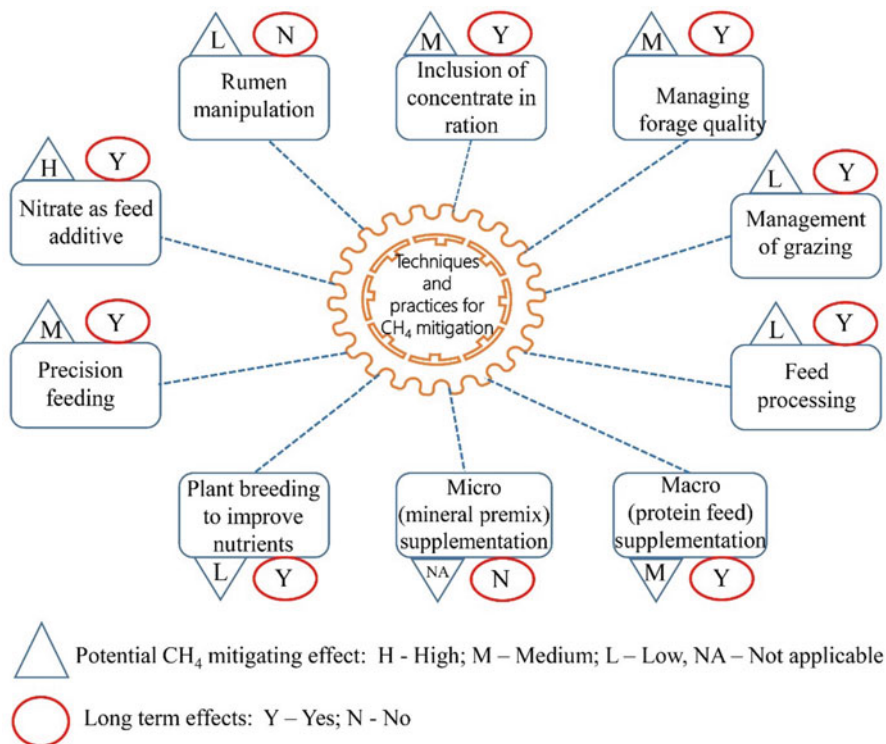 L
N
Rumen
manipulation
M
Y
Inclusion of
concentrate in
ration
M
Y
Managing
forage quality
H
Y
Nitrate as feed
additive
L
Y
Management
of grazing
Techniques
and
practices for
CH₄ mitigation
M
Y
Precision
feeding
L
Y
Feed
processing
Plant breeding
to improve
nutrients
L
Y
Micro
(mineral premix)
supplementation
NA
N
Macro
(protein feed)
supplementation
M
Y
Potential CH₄ mitigating effect: H - High; M – Medium; L – Low, NA – Not applicable
Long term effects: Y – Yes; N - No